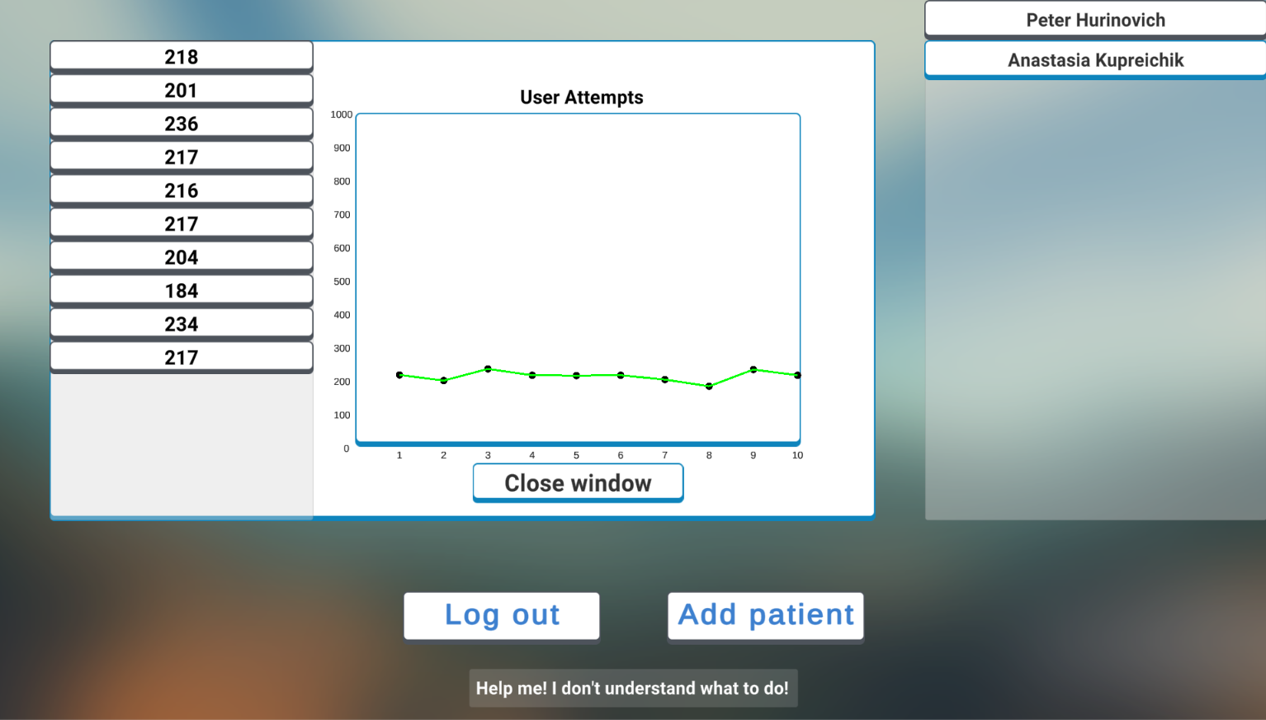 Peter Hurinovich
Anastasia Kupreichik
218
201
236
217
216
217
204
184
234
217
User Attempts
1000
900
800
700
600
500
400
300
200
100
0
1 2 3 4 5 6 7 8 9 10
Close window
Log out
Add patient
Help me! I don't understand what to do!